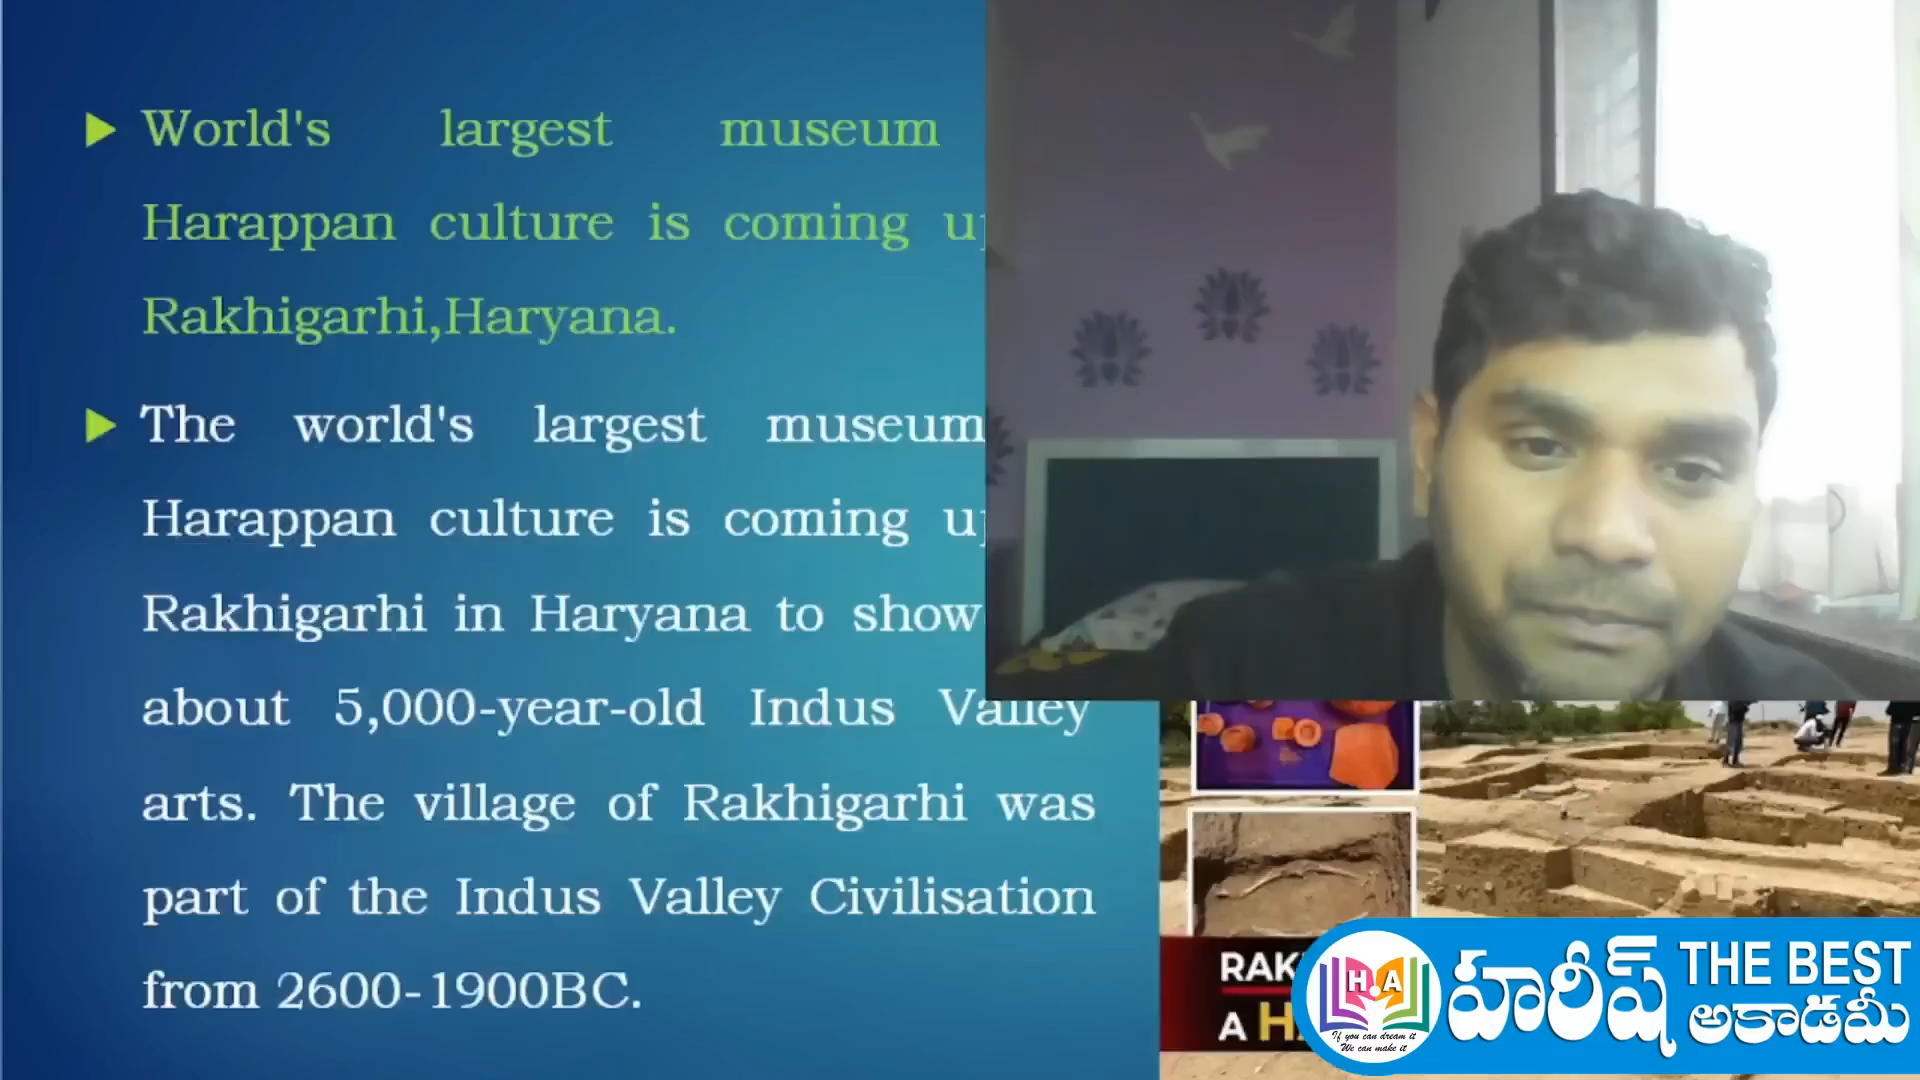 World's largest museum
Harappan culture is coming
Rakhigarhi,Haryana.
The world's largest museum
Harappan culture is coming
Rakhigarhi in Haryana to
about 5,000-year-old Indus Valley
arts. The village of Rakhigarhi was
part of the Indus Valley Civilisation
from 2600-1900BC.
A
H.A
If you can dream it
We can make it
హరీష్ THE BEST
అకాడమీ